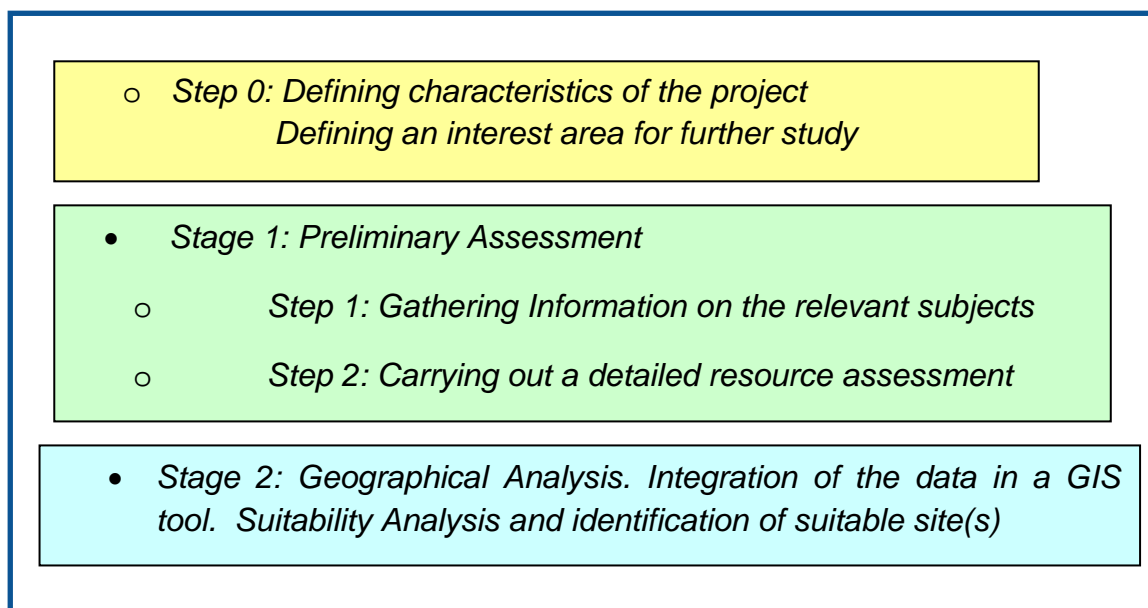 o Step 0: Defining characteristics of the project
Defining an interest area for further study
• Stage 1: Preliminary Assessment
o Step 1: Gathering Information on the relevant subjects
o Step 2: Carrying out a detailed resource assessment
• Stage 2: Geographical Analysis. Integration of the data in a GIS
tool. Suitability Analysis and identification of suitable site(s)